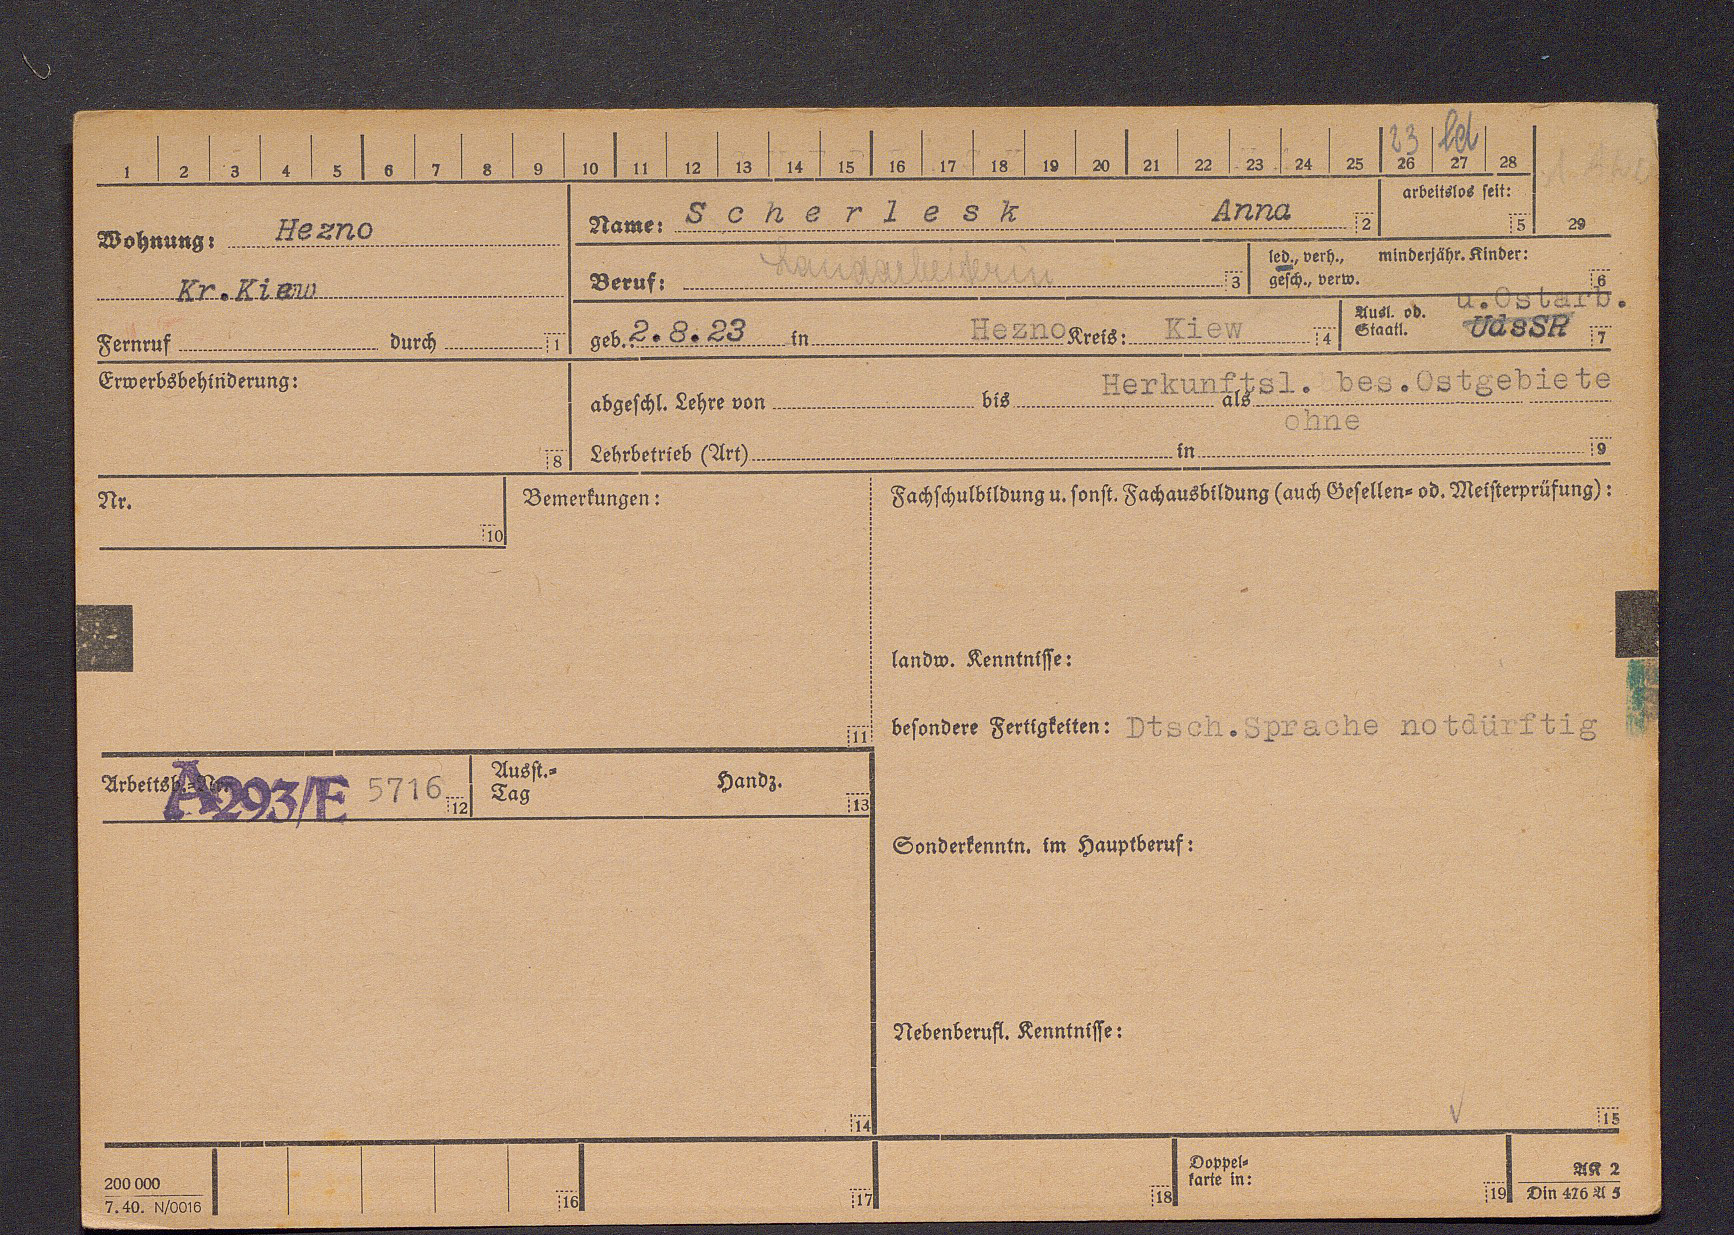 23 led
1 2 3 4 5 6 7 8 9 10 11 12 13 14 15 16 17 18 19 20 21 22 23 24 25 26 27 28
29
Wohnung: Hezno
Kr.Kiew
Fernruf durch 1
Name: Scherlesk Anna 2
arbeitslos seit: 5
Beruf: Landarbeiterin 3
led., verh., minderjähr. Kinder:
gesch., verw. 6
geb. 2.8.23 in Hezno Kreis: Kiew 4
u.Ostarb.
Ausl. od.
Staatl. UdsSR 7
Erwerbsbehinderung:
8
Herkunftsl. bes.Ostgebiete
abgeschl. Lehre von bis als
ohne
Lehrbetrieb (Art) in 9
Nr.
10
Bemerkungen:
11
Fachschulbildung u. sonst. Fachausbildung (auch Gesellen- od. Meisterprüfung):
landw. Kenntnisse:
besondere Fertigkeiten: Dtsch.Sprache notdürftig
Arbeitsb.-Nr. A293/E 5716 12
Ausst.-
Tag Handz. 13
Sonderkenntn. im Hauptberuf:
Nebenberufl. Kenntnisse:
14
15
200 000
7. 40. N/0016
16
17
18
Doppel-
karte in: 19
AK 2
Din 476 A 5